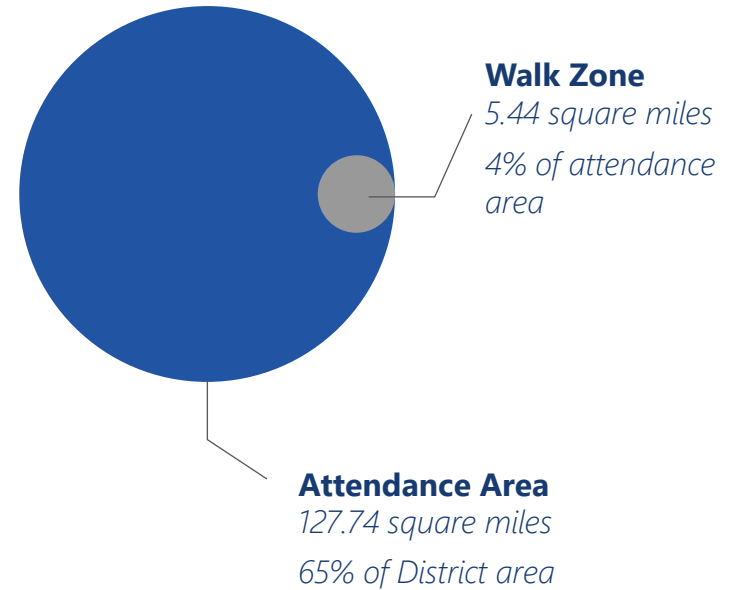 Walk Zone
5.44 square miles
4% of attendance
area
Attendance Area
127.74 square miles
65% of District area